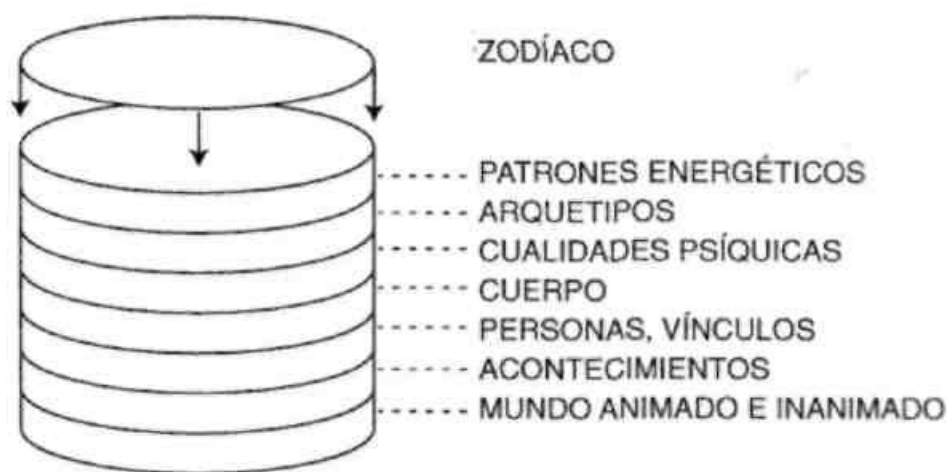 ZODÍACO
PATRONES ENERGÉTICOS
ARQUETIPOS
CUALIDADES PSÍQUICAS
CUERPO
PERSONAS, VÍNCULOS
ACONTECIMIENTOS
MUNDO ANIMADO E INANIMADO